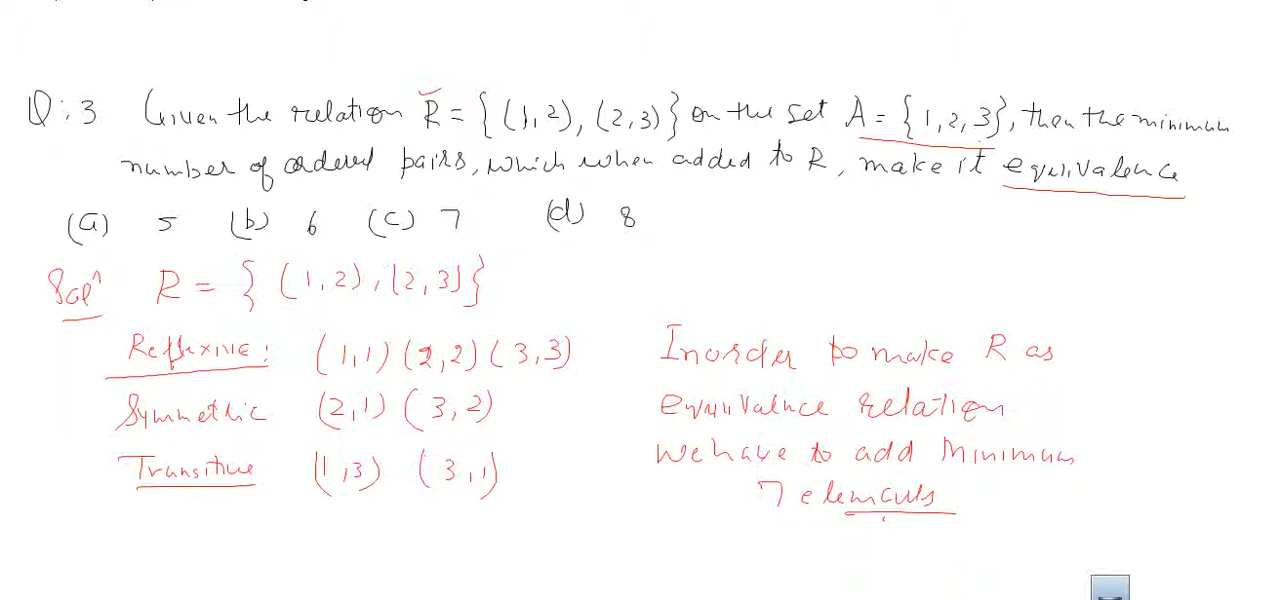 Q:3 Given the relation R = {(1,2), (2,3)} on the set A = {1,2,3}, then the minimum
number of ordered pairs, which when added to R, make it equivalence
(a) 5 (b) 6 (c) 7 (d) 8
Solⁿ R = { (1,2), (2,3)}
Reflexive: (1,1) (2,2) (3,3)
Symmetric (2,1) (3,2)
Transitive (1,3) (3,1)
Inorder to make R as
equivalence relation
we have to add minimum
7 elements